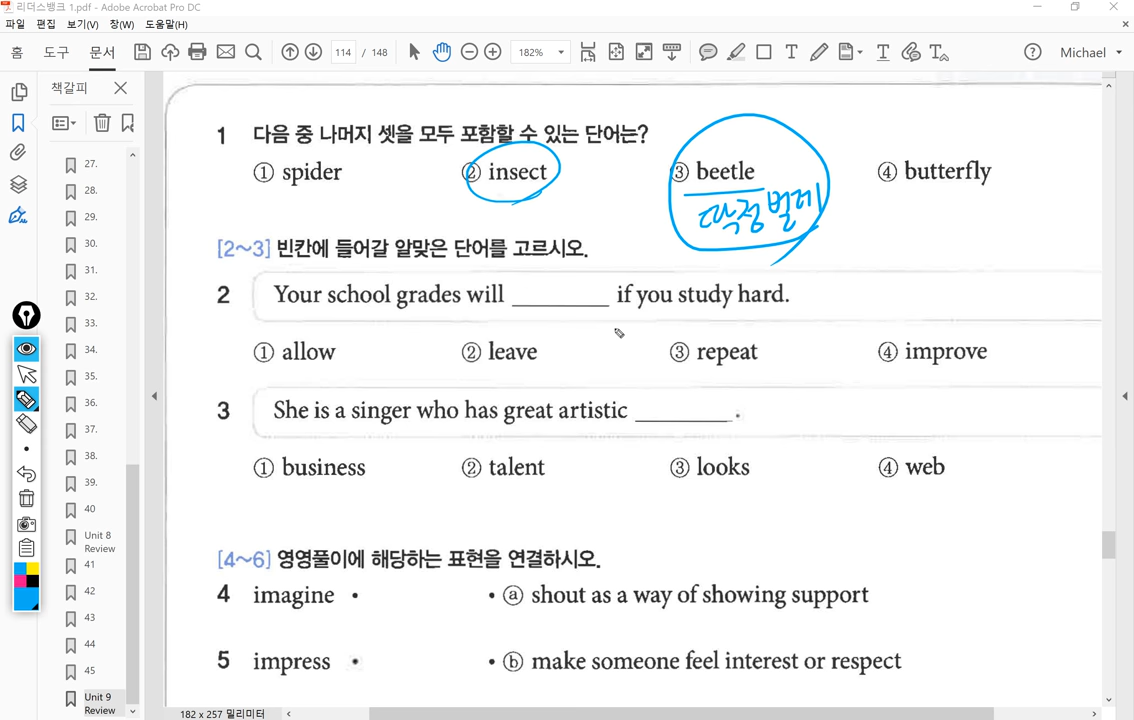 리더스뱅크 1.pdf - Adobe Acrobat Pro DC
파일 편집 보기(V) 창(W) 도움말(H)
홈 도구 문서 114 / 148 182% Michael
책갈피
27.
28.
29.
30.
31.
32.
33.
34.
35.
36.
37.
38.
39.
40
Unit 8
Review
41
42
43
44
45
Unit 9
Review
1 다음 중 나머지 셋을 모두 포함할 수 있는 단어는?
① spider ② insect ③ beetle ④ butterfly
딱정벌레
[2~3] 빈칸에 들어갈 알맞은 단어를 고르시오.
2 Your school grades will ________ if you study hard.
① allow ② leave ③ repeat ④ improve
3 She is a singer who has great artistic ________ .
① business ② talent ③ looks ④ web
[4~6] 영영풀이에 해당하는 표현을 연결하시오.
4 imagine • • ⓐ shout as a way of showing support
5 impress • • ⓑ make someone feel interest or respect
182 x 257 밀리미터